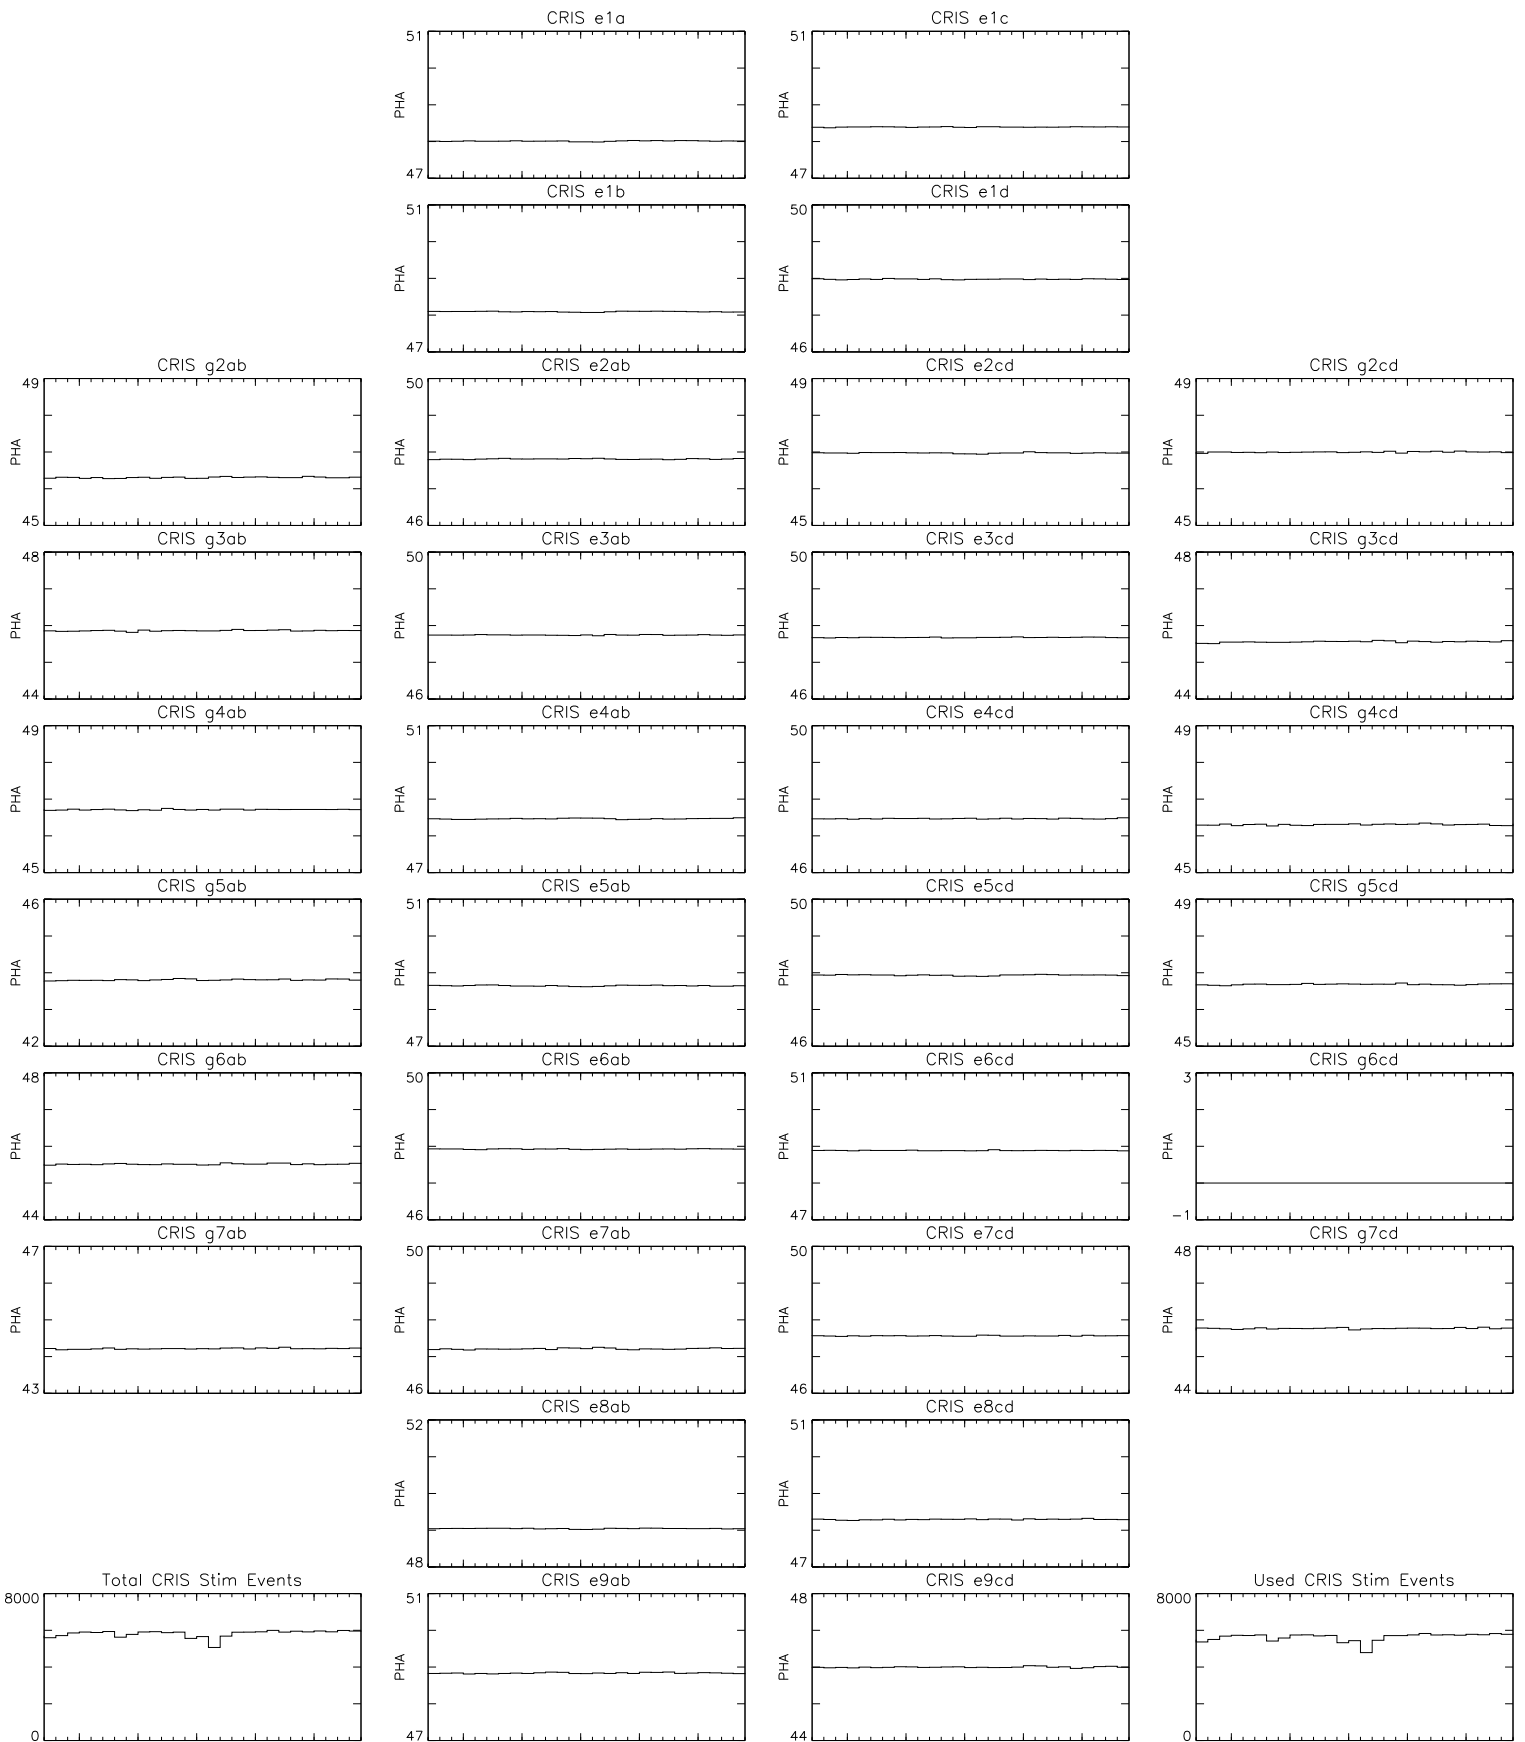 CRIS e1a
51
PHA
47
CRIS e1c
51
PHA
47
CRIS e1b
51
PHA
47
CRIS e1d
50
PHA
46
CRIS g2ab
49
PHA
45
CRIS e2ab
50
PHA
46
CRIS e2cd
49
PHA
45
CRIS g2cd
49
PHA
45
CRIS g3ab
48
PHA
44
CRIS e3ab
50
PHA
46
CRIS e3cd
50
PHA
46
CRIS g3cd
48
PHA
44
CRIS g4ab
49
PHA
45
CRIS e4ab
51
PHA
47
CRIS e4cd
50
PHA
46
CRIS g4cd
49
PHA
45
CRIS g5ab
46
PHA
42
CRIS e5ab
51
PHA
47
CRIS e5cd
50
PHA
46
CRIS g5cd
49
PHA
45
CRIS g6ab
48
PHA
44
CRIS e6ab
50
PHA
46
CRIS e6cd
51
PHA
47
CRIS g6cd
3
PHA
-1
CRIS g7ab
47
PHA
43
CRIS e7ab
50
PHA
46
CRIS e7cd
50
PHA
46
CRIS g7cd
48
PHA
44
CRIS e8ab
52
PHA
48
CRIS e8cd
51
PHA
47
Total CRIS Stim Events
8000
0
CRIS e9ab
51
PHA
47
CRIS e9cd
48
PHA
44
Used CRIS Stim Events
8000
0